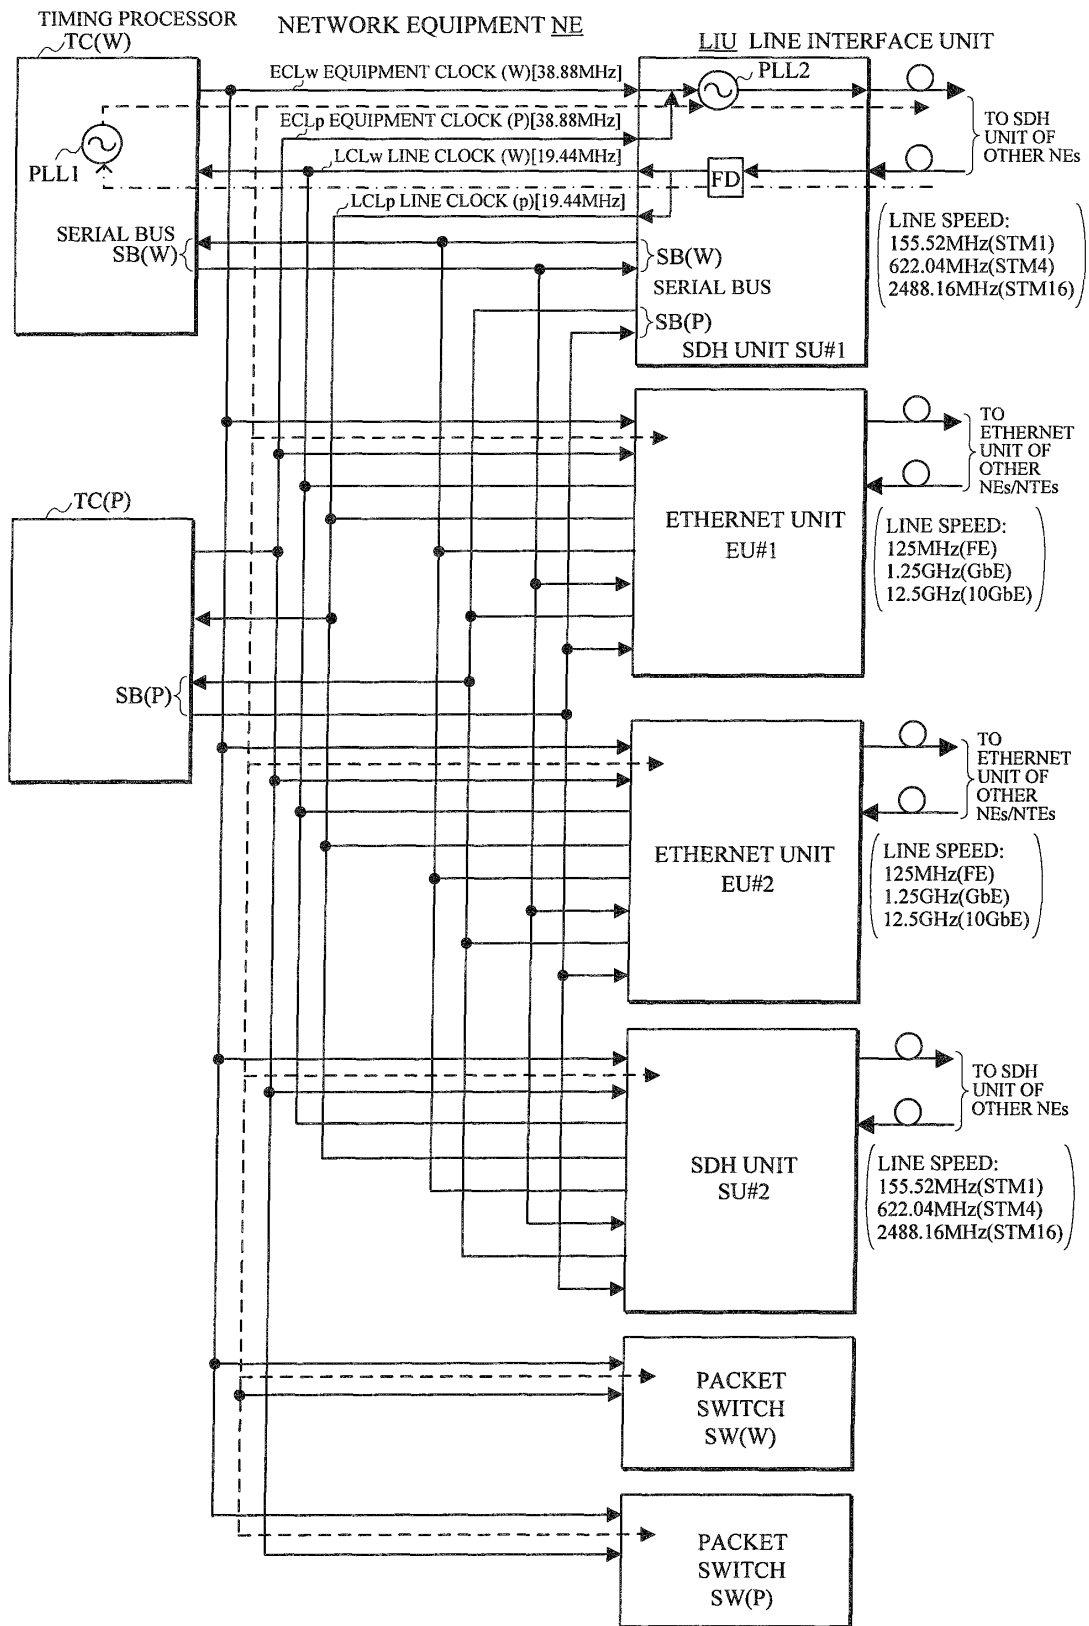 TIMING PROCESSOR
TC(W)
NETWORK EQUIPMENT NE
LIU LINE INTERFACE UNIT
ECLw EQUIPMENT CLOCK (W)[38.88MHz]
PLL2
ECLp EQUIPMENT CLOCK (P)[38.88MHz]
PLL1
LCLw LINE CLOCK (W)[19.44MHz]
FD
LCLp LINE CLOCK (p)[19.44MHz]
TO SDH
UNIT OF
OTHER NEs
SERIAL BUS
SB(W)
SB(W)
SERIAL BUS
SB(P)
SDH UNIT SU#1
LINE SPEED:
155.52MHz(STM1)
622.04MHz(STM4)
2488.16MHz(STM16)
TO
ETHERNET
UNIT OF
OTHER
NEs/NTEs
TC(P)
SB(P)
ETHERNET UNIT
EU#1
LINE SPEED:
125MHz(FE)
1.25GHz(GbE)
12.5GHz(10GbE)
TO
ETHERNET
UNIT OF
OTHER
NEs/NTEs
ETHERNET UNIT
EU#2
LINE SPEED:
125MHz(FE)
1.25GHz(GbE)
12.5GHz(10GbE)
TO SDH
UNIT OF
OTHER NEs
SDH UNIT
SU#2
LINE SPEED:
155.52MHz(STM1)
622.04MHz(STM4)
2488.16MHz(STM16)
PACKET
SWITCH
SW(W)
PACKET
SWITCH
SW(P)